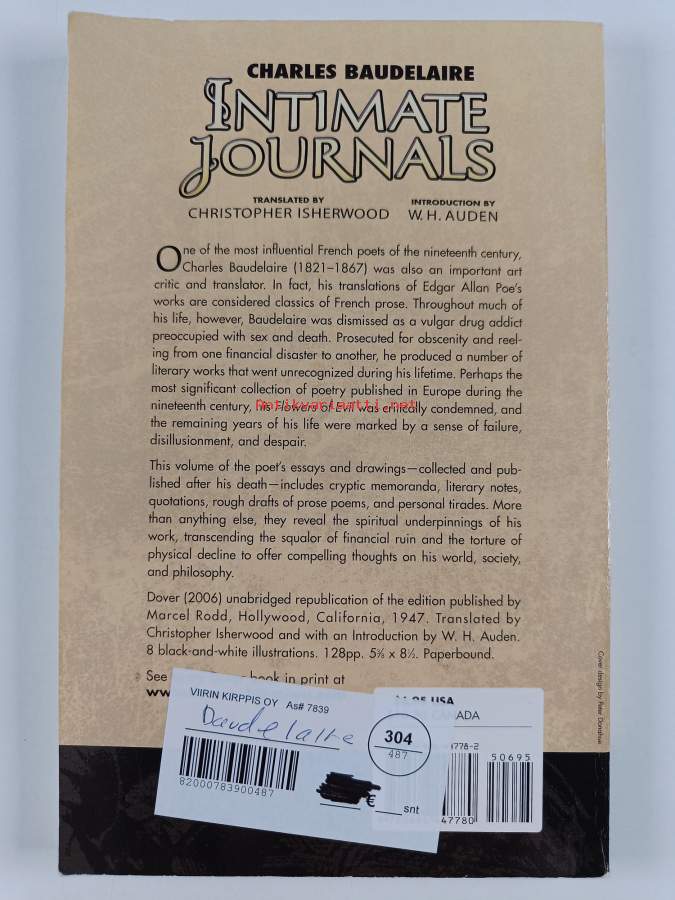 CHARLES BAUDELAIRE
INTIMATE
JOURNALS
TRANSLATED BY
CHRISTOPHER ISHERWOOD
INTRODUCTION BY
W. H. AUDEN
One of the most influential French poets of the nineteenth century,
Charles Baudelaire (1821–1867) was also an important art
critic and translator. In fact, his translations of Edgar Allan Poe's
works are considered classics of French prose. Throughout much of
his life, however, Baudelaire was dismissed as a vulgar drug addict
preoccupied with sex and death. Prosecuted for obscenity and reel-
ing from one financial disaster to another, he produced a number of
literary works that went unrecognized during his lifetime. Perhaps the
most significant collection of poetry published in Europe during the
nineteenth century, his Flowers of Evil was critically condemned, and
Antikvariaatti.net
the remaining years of his life were marked by a sense of failure,
disillusionment, and despair.
This volume of the poet's essays and drawings—collected and pub-
lished after his death—includes cryptic memoranda, literary notes,
quotations, rough drafts of prose poems, and personal tirades. More
than anything else, they reveal the spiritual underpinnings of his
work, transcending the squalor of financial ruin and the torture of
physical decline to offer compelling thoughts on his world, society,
and philosophy.
Dover (2006) unabridged republication of the edition published by
Marcel Rodd, Hollywood, California, 1947. Translated by
Christopher Isherwood and with an Introduction by W. H. Auden.
8 black-and-white illustrations. 128pp. 5⅜ x 8½. Paperbound.
See book in print at
Cover design by Peter Donahue
VIIRIN KIRPPIS OY As# 7839
Baudelaire
304
487
82000783900487
€ snt
USA
CANADA
778-2
50695
47780